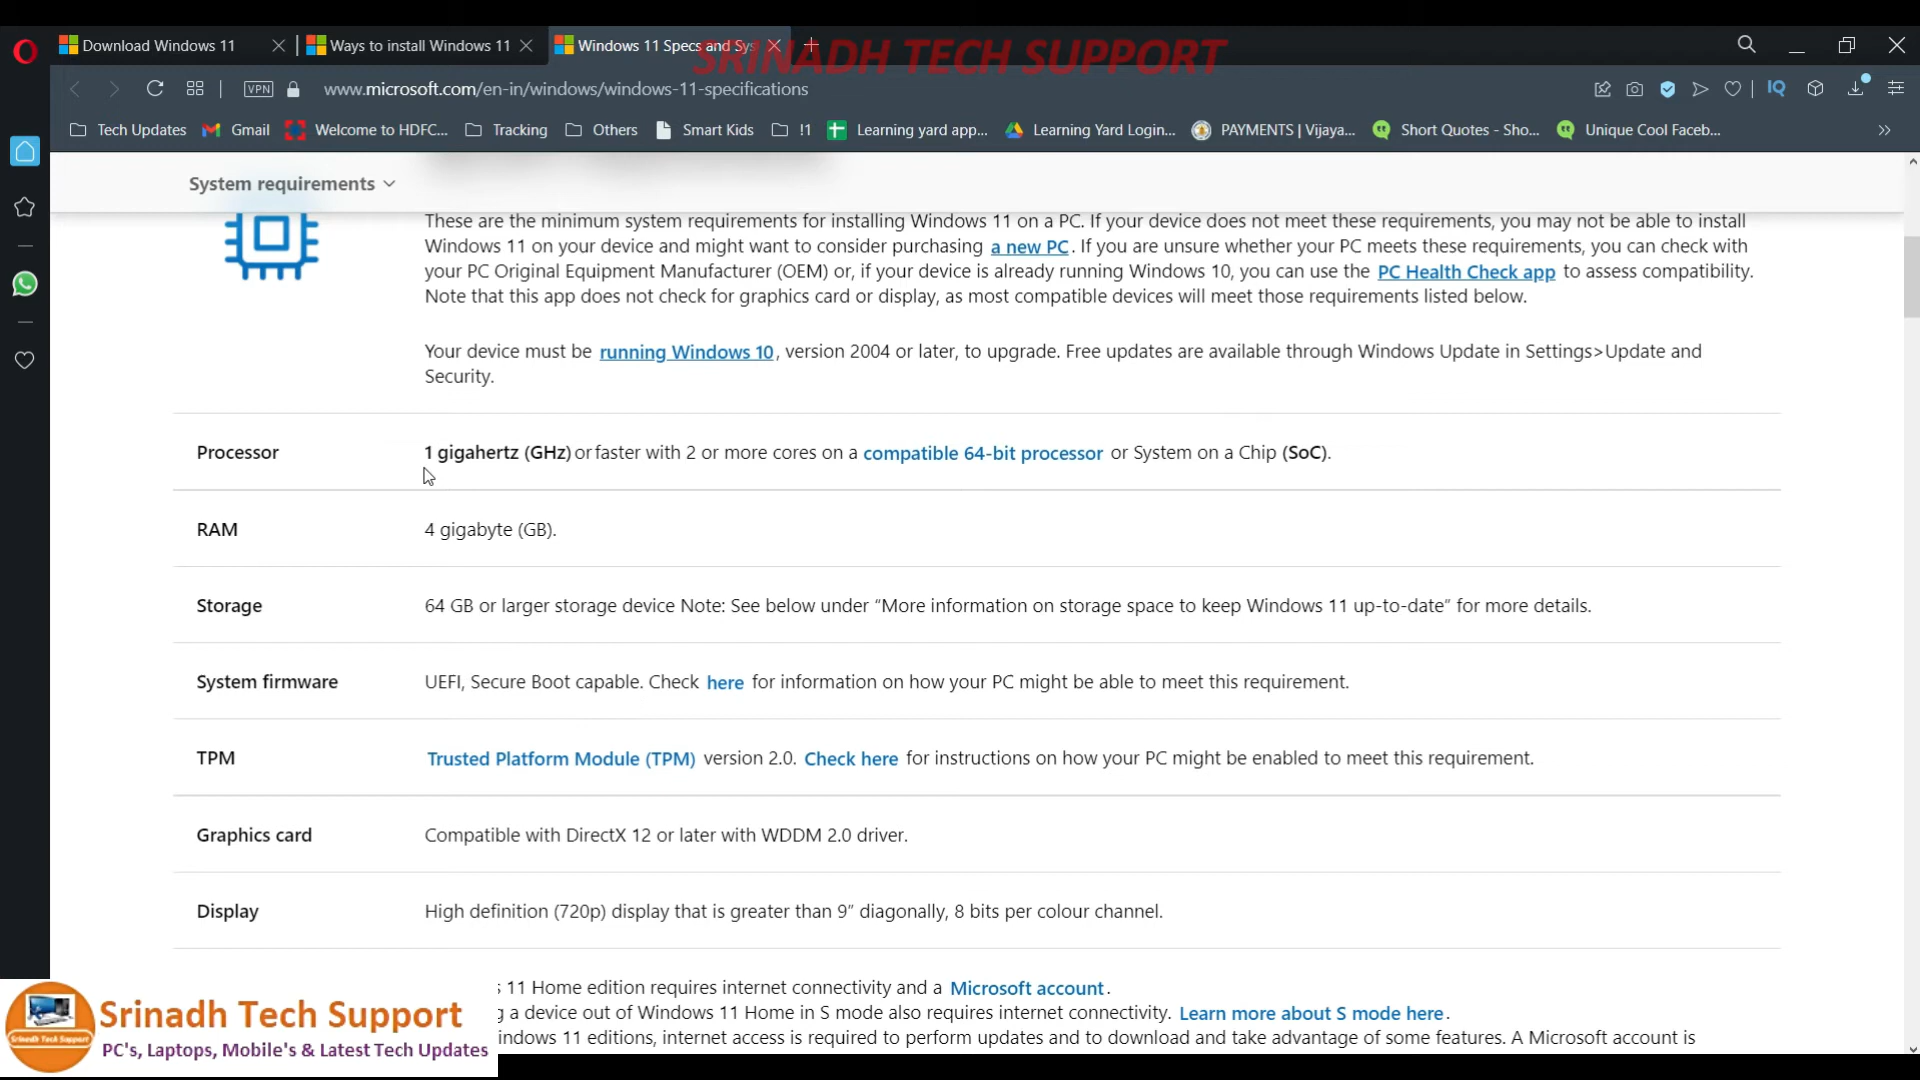 Download Windows 11
Ways to install Windows 11
Windows 11 Specs and Sys
SRINADH TECH SUPPORT
VPN
www.microsoft.com/en-in/windows/windows-11-specifications
IQ
Tech Updates
Gmail
Welcome to HDFC...
Tracking
Others
Smart Kids
!1
Learning yard app...
Learning Yard Login...
PAYMENTS | Vijaya...
Short Quotes - Sho...
Unique Cool Faceb...
System requirements
These are the minimum system requirements for installing Windows 11 on a PC. If your device does not meet these requirements, you may not be able to install
Windows 11 on your device and might want to consider purchasing a new PC. If you are unsure whether your PC meets these requirements, you can check with
your PC Original Equipment Manufacturer (OEM) or, if your device is already running Windows 10, you can use the PC Health Check app to assess compatibility.
Note that this app does not check for graphics card or display, as most compatible devices will meet those requirements listed below.
Your device must be running Windows 10, version 2004 or later, to upgrade. Free updates are available through Windows Update in Settings>Update and
Security.
Processor 1 gigahertz (GHz) or faster with 2 or more cores on a compatible 64-bit processor or System on a Chip (SoC).
RAM 4 gigabyte (GB).
Storage 64 GB or larger storage device Note: See below under “More information on storage space to keep Windows 11 up-to-date” for more details.
System firmware UEFI, Secure Boot capable. Check here for information on how your PC might be able to meet this requirement.
TPM Trusted Platform Module (TPM) version 2.0. Check here for instructions on how your PC might be enabled to meet this requirement.
Graphics card Compatible with DirectX 12 or later with WDDM 2.0 driver.
Display High definition (720p) display that is greater than 9” diagonally, 8 bits per colour channel.
11 Home edition requires internet connectivity and a Microsoft account.
g a device out of Windows 11 Home in S mode also requires internet connectivity. Learn more about S mode here.
indows 11 editions, internet access is required to perform updates and to download and take advantage of some features. A Microsoft account is
Srinadh Tech Support
Srinadh Tech Support
PC's, Laptops, Mobile's & Latest Tech Updates